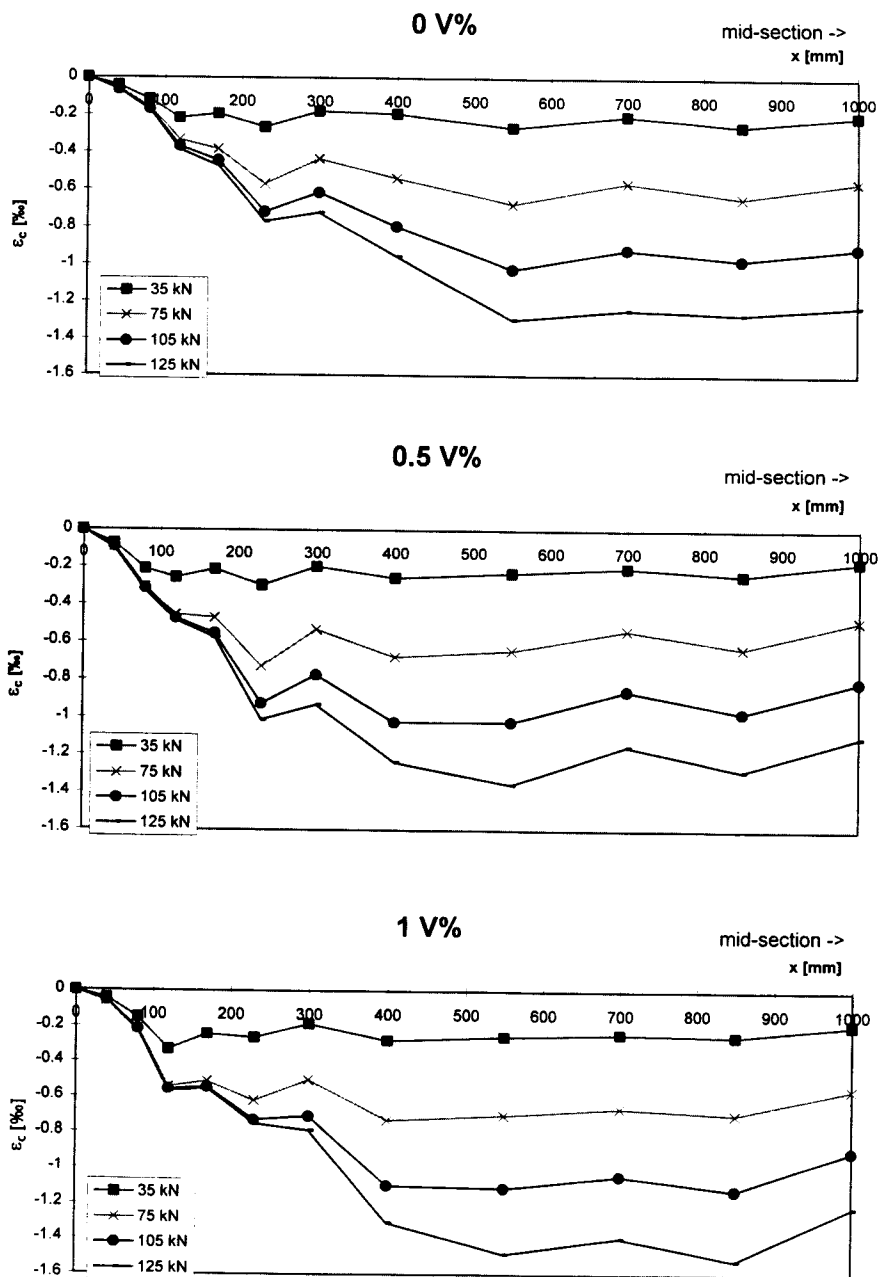 0 V%
mid-section ->
x [mm]
0
0 100 200 300 400 500 600 700 800 900 1000
-0.2
-0.4
-0.6
-0.8
-1
-1.2
-1.4
-1.6
εc [‰]
35 kN
75 kN
105 kN
125 kN
0.5 V%
mid-section ->
x [mm]
0
0 100 200 300 400 500 600 700 800 900 1000
-0.2
-0.4
-0.6
-0.8
-1
-1.2
-1.4
-1.6
εc [‰]
35 kN
75 kN
105 kN
125 kN
1 V%
mid-section ->
x [mm]
0
0 100 200 300 400 500 600 700 800 900 1000
-0.2
-0.4
-0.6
-0.8
-1
-1.2
-1.4
-1.6
εc [‰]
35 kN
75 kN
105 kN
125 kN